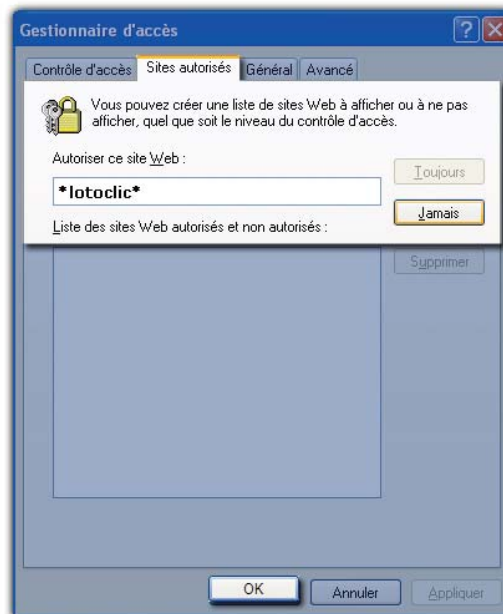 Gestionnaire d'accès
Contrôle d'accès Sites autorisés Général Avancé
Vous pouvez créer une liste de sites Web à afficher ou à ne pas
afficher, quel que soit le niveau du contrôle d'accès.
Autoriser ce site Web :
Toujours
*lotoclic*
Jamais
Liste des sites Web autorisés et non autorisés :
Supprimer
OK Annuler Appliquer